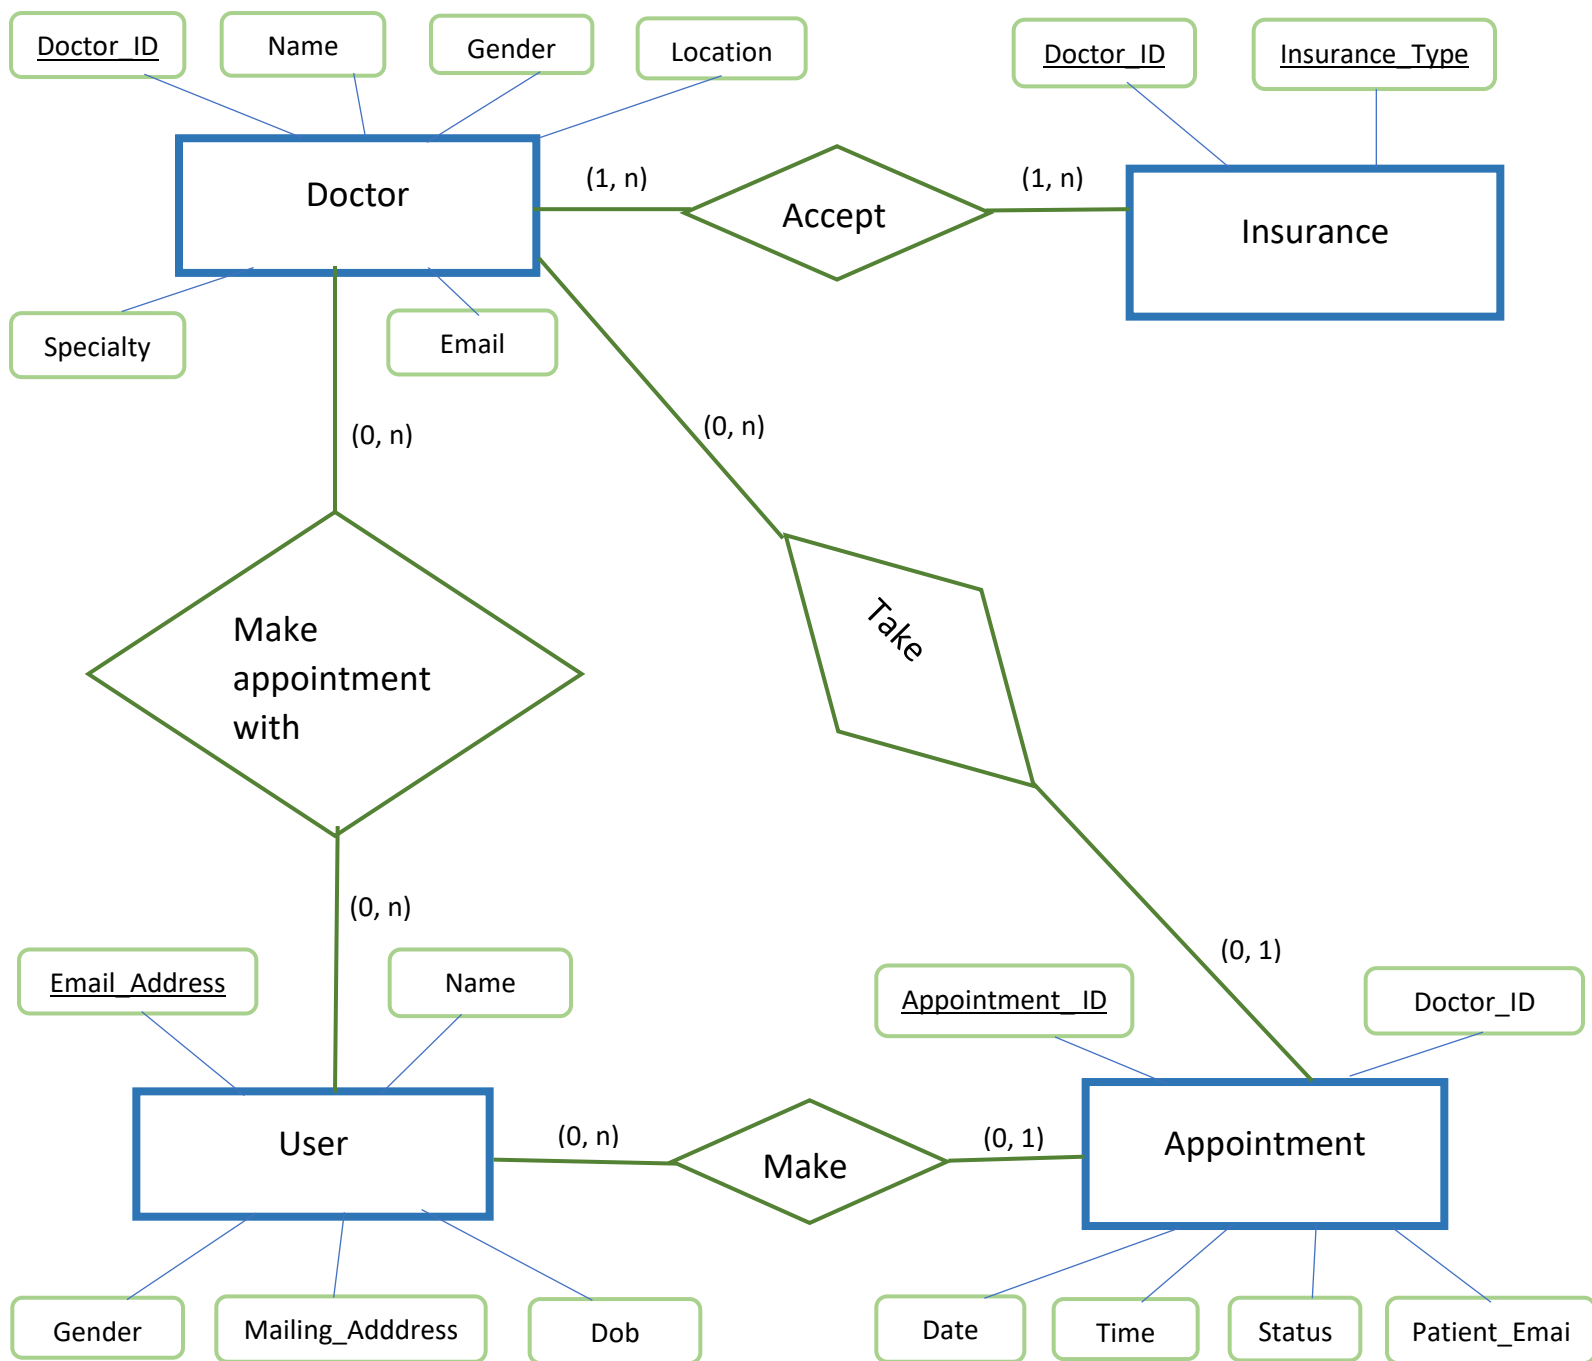 Doctor_ID
Name
Gender
Location
Doctor_ID
Insurance_Type
Doctor
(1, n)
Accept
(1, n)
Insurance
Specialty
Email
(0, n)
(0, n)
Make
appointment
with
Take
(0, n)
(0, 1)
Email_Address
Name
Appointment_ID
Doctor_ID
User
(0, n)
Make
(0, 1)
Appointment
Gender
Mailing_Adddress
Dob
Date
Time
Status
Patient_Emai